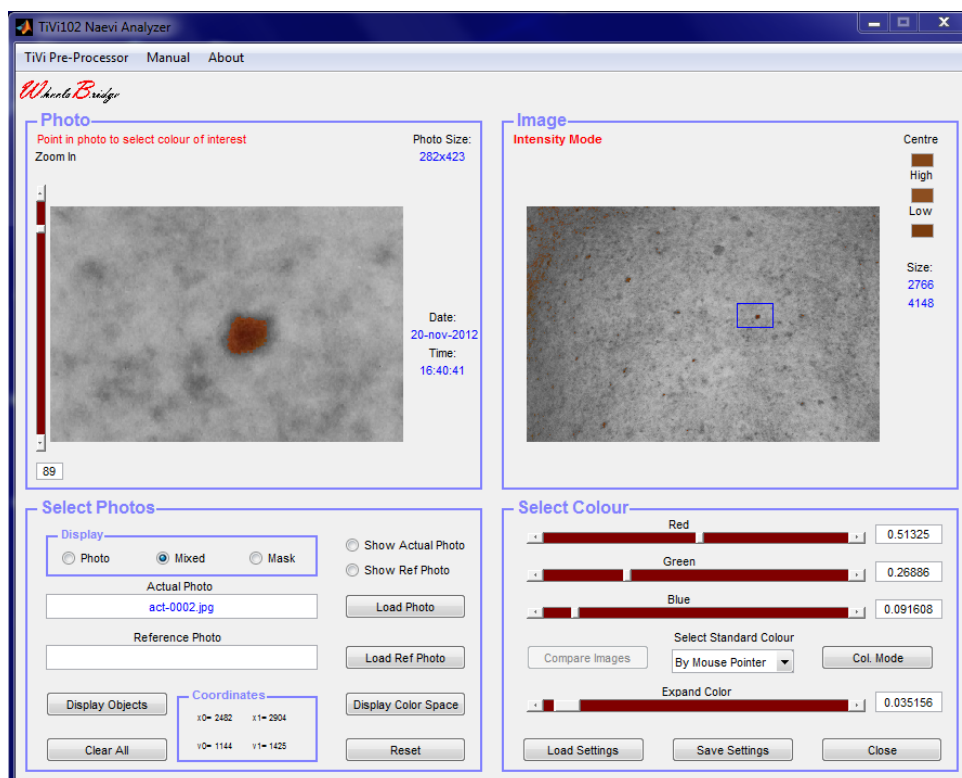 TiVi102 Naevi Analyzer
TiVi Pre-Processor Manual About
WheelsBridge
Photo
Point in photo to select colour of interest
Zoom In
Photo Size:
282x423
Date:
20-nov-2012
Time:
16:40:41
89
Image
Intensity Mode
Centre
High
Low
Size:
2766
4148
Select Photos
Display
Photo Mixed Mask
Show Actual Photo
Show Ref Photo
Actual Photo
act-0002.jpg
Load Photo
Reference Photo
Load Ref Photo
Display Objects
Coordinates
x0= 2482 x1= 2904
y0= 1144 y1= 1425
Display Color Space
Clear All
Reset
Select Colour
Red
0.51325
Green
0.26886
Blue
0.091608
Select Standard Colour
Compare Images
By Mouse Pointer
Col. Mode
Expand Color
0.035156
Load Settings
Save Settings
Close